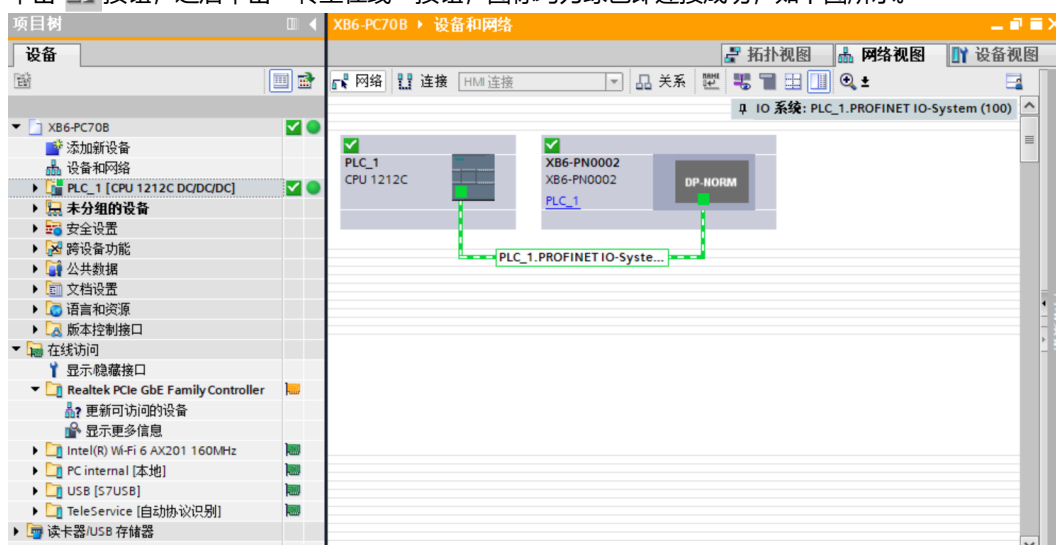 项目树
XB6-PC70B ▸ 设备和网络
设备
拓扑视图
网络视图
设备视图
网络
连接
HMI 连接
关系
IO 系统: PLC_1.PROFINET IO-System (100)
XB6-PC70B
添加新设备
设备和网络
PLC_1 [CPU 1212C DC/DC/DC]
未分组的设备
安全设置
跨设备功能
公共数据
文档设置
语言和资源
版本控制接口
在线访问
显示/隐藏接口
Realtek PCIe GbE Family Controller
更新可访问的设备
显示更多信息
Intel(R) Wi-Fi 6 AX201 160MHz
PC internal [本地]
USB [S7USB]
TeleService [自动协议识别]
读卡器/USB 存储器
PLC_1
CPU 1212C
XB6-PN0002
XB6-PN0002
PLC_1
DP-NORM
PLC_1.PROFINET IO-Syste...